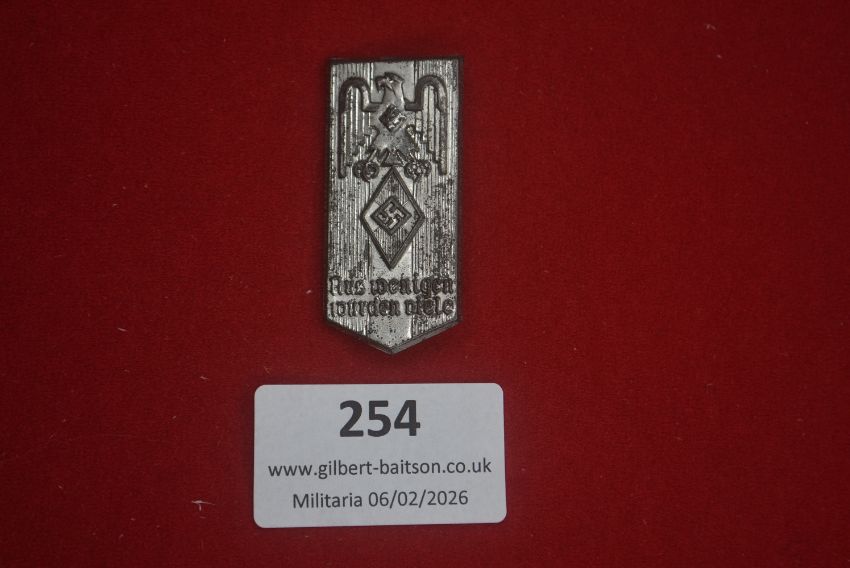 Aus wenigen
wurden viele
254
www.gilbert-baitson.co.uk
Militaria 06/02/2026